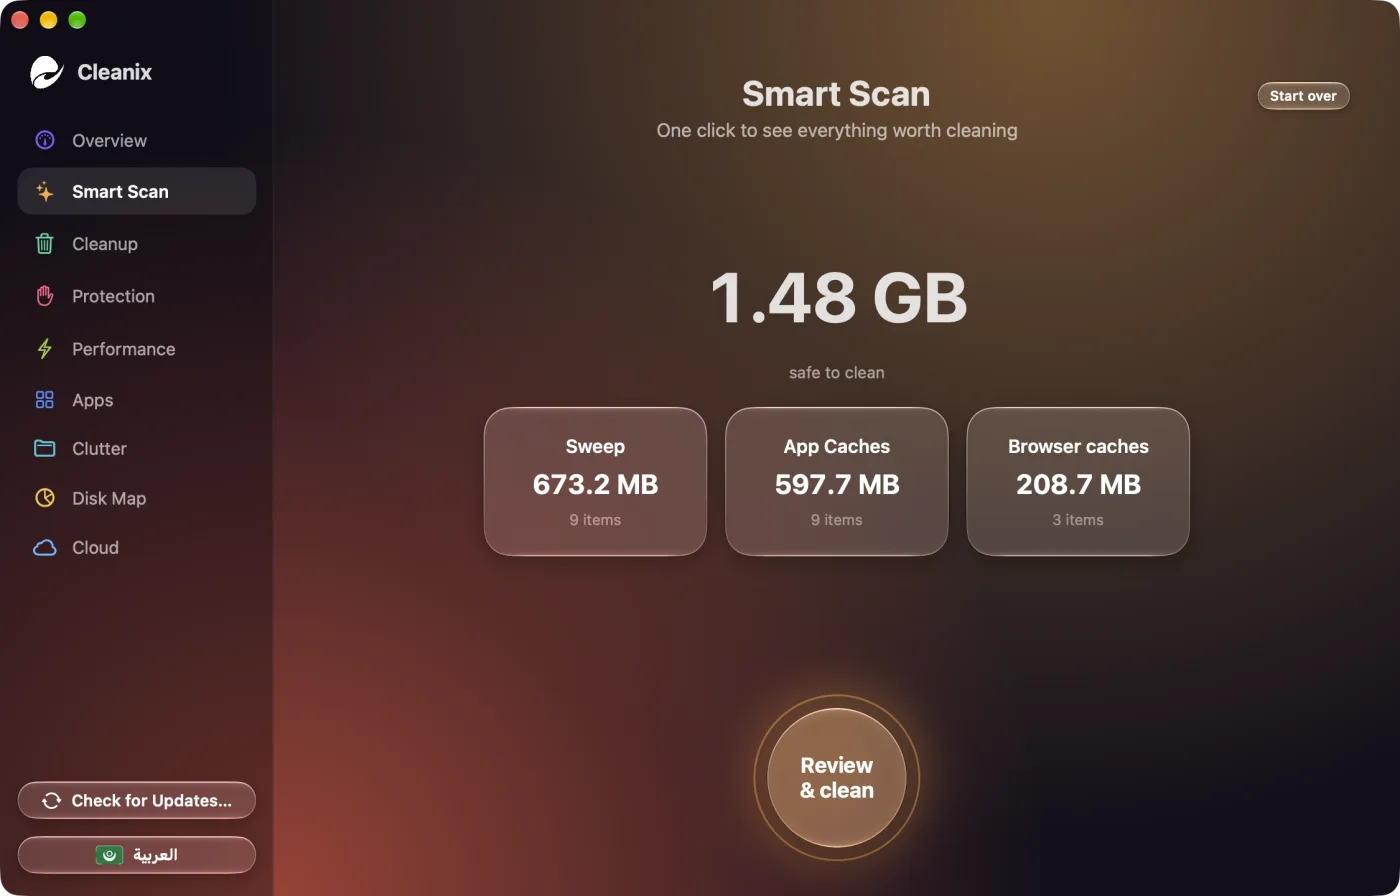 Cleanix
Overview
Smart Scan
Cleanup
Protection
Performance
Apps
Clutter
Disk Map
Cloud
Check for Updates...
العربية
Smart Scan
One click to see everything worth cleaning
Start over
1.48 GB
safe to clean
Sweep
673.2 MB
9 items
App Caches
597.7 MB
9 items
Browser caches
208.7 MB
3 items
Review
& clean